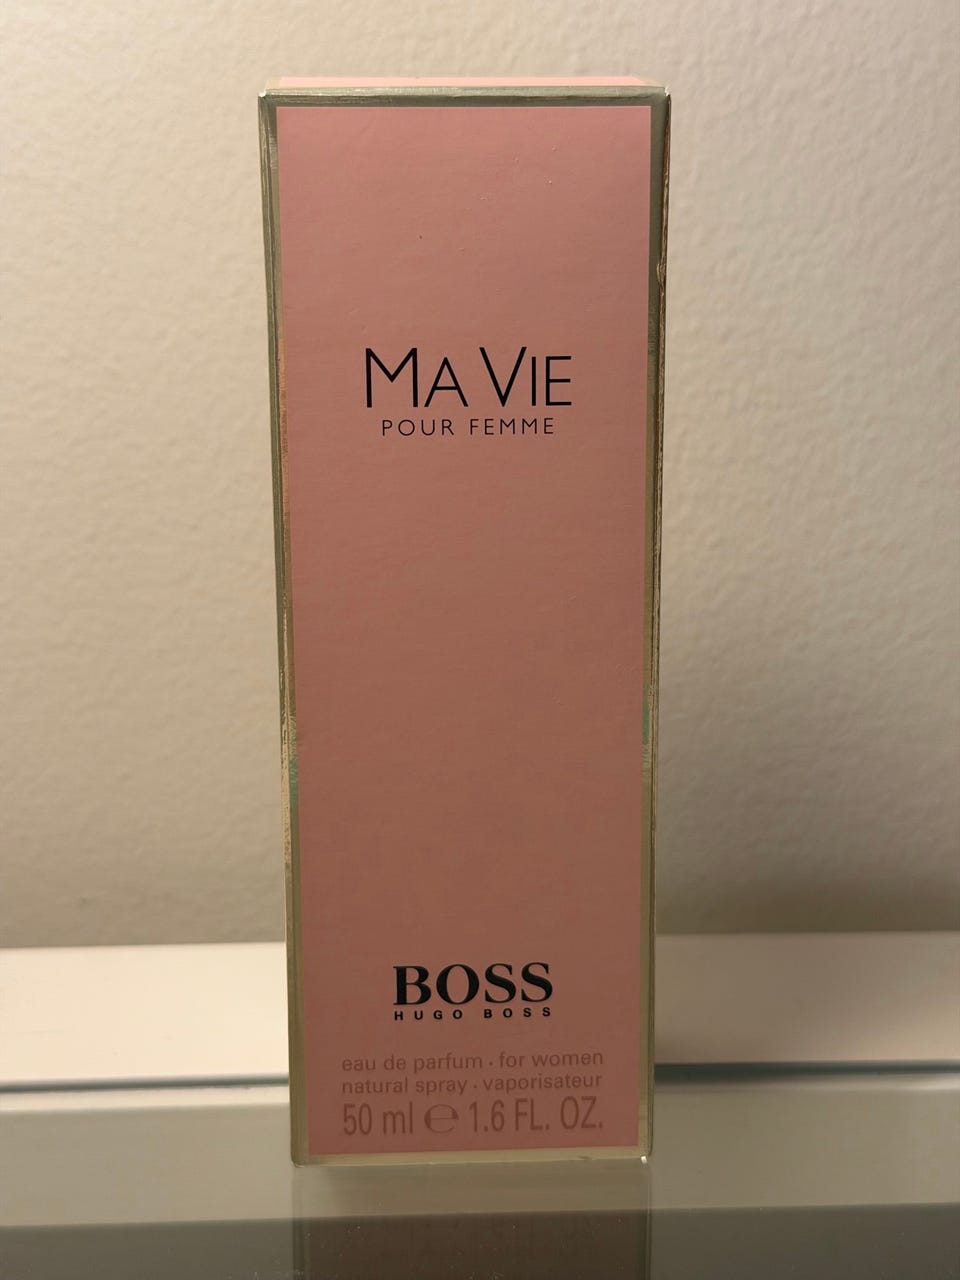 MA VIE
POUR FEMME
BOSS
HUGO BOSS
eau de parfum · for women
natural spray · vaporisateur
50 ml ℮ 1.6 FL. OZ.